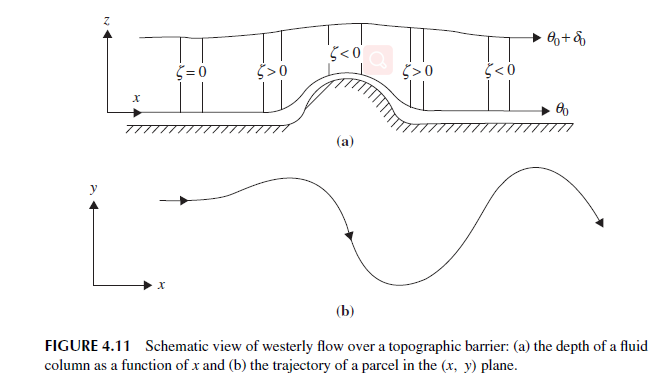 z
θ₀+δ₀
ζ<0
ζ=0 ζ>0 ζ>0 ζ<0
x
θ₀
(a)
y
x
(b)
FIGURE 4.11 Schematic view of westerly flow over a topographic barrier: (a) the depth of a fluid
column as a function of x and (b) the trajectory of a parcel in the (x, y) plane.